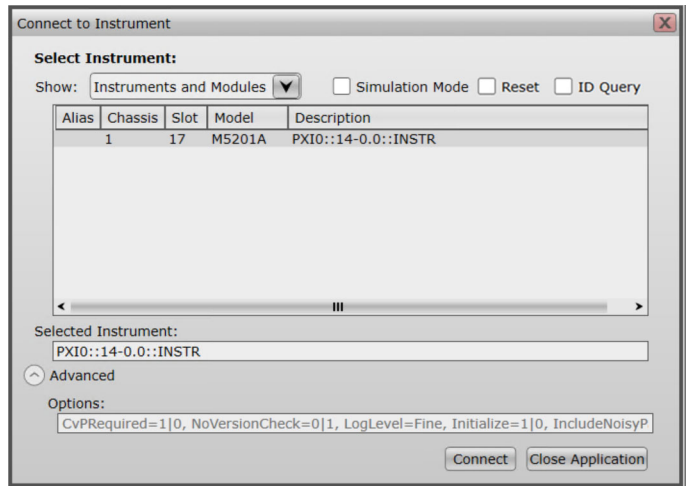 Connect to Instrument
Select Instrument:
Show: Instruments and Modules Simulation Mode Reset ID Query
Alias Chassis Slot Model Description
1 17 M5201A PXI0::14-0.0::INSTR
Selected Instrument:
PXI0::14-0.0::INSTR
Advanced
Options:
CvPRequired=1|0, NoVersionCheck=0|1, LogLevel=Fine, Initialize=1|0, IncludeNoisyP
Connect Close Application